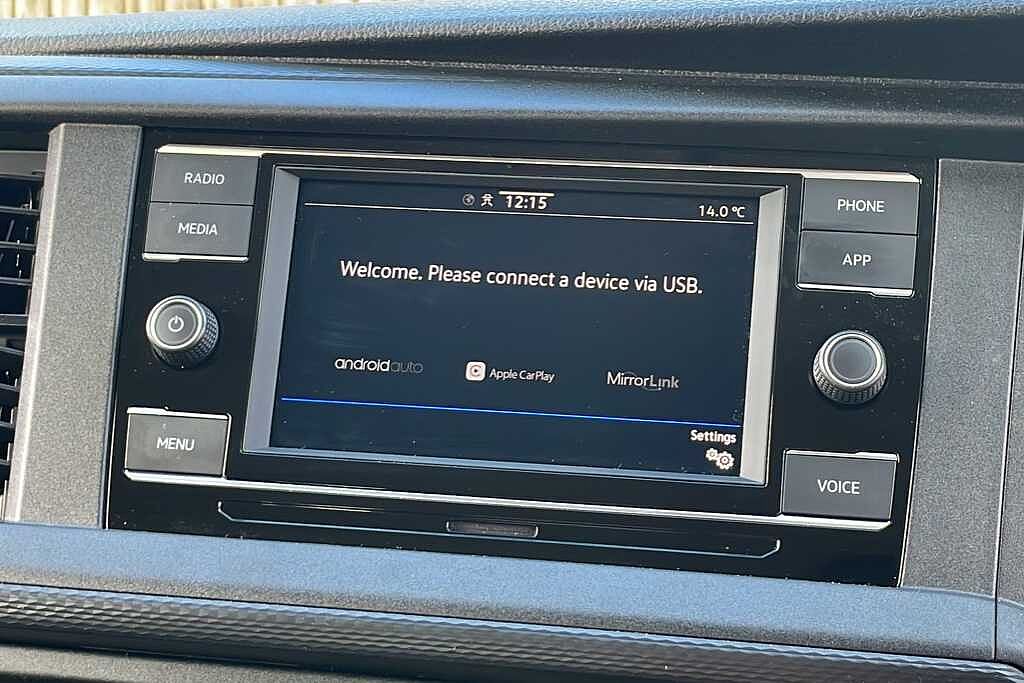 RADIO
MEDIA
MENU
12:15
14.0 °C
Welcome. Please connect a device via USB.
androidauto
Apple CarPlay
MirrorLink
Settings
PHONE
APP
VOICE